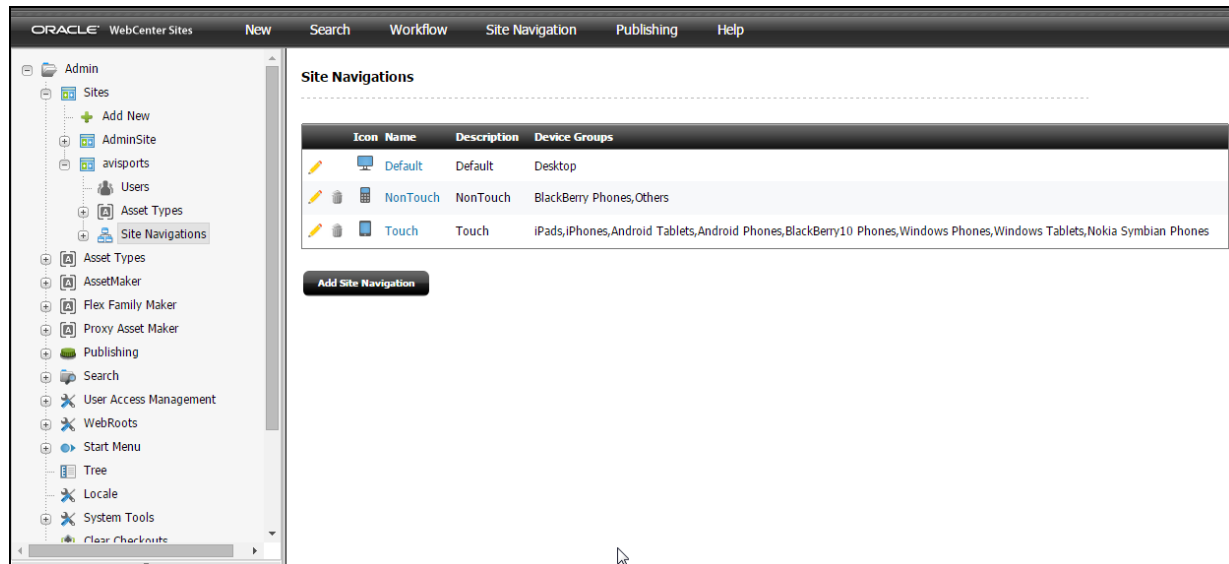 ORACLE WebCenter Sites New Search Workflow Site Navigation Publishing Help
Admin
Sites
Add New
AdminSite
avisports
Users
Asset Types
Site Navigations
Asset Types
AssetMaker
Flex Family Maker
Proxy Asset Maker
Publishing
Search
User Access Management
WebRoots
Start Menu
Tree
Locale
System Tools
Clear Checkouts
Site Navigations
Icon Name Description Device Groups
Default Default Desktop
NonTouch NonTouch BlackBerry Phones,Others
Touch Touch iPads,iPhones,Android Tablets,Android Phones,BlackBerry10 Phones,Windows Phones,Windows Tablets,Nokia Symbian Phones
Add Site Navigation